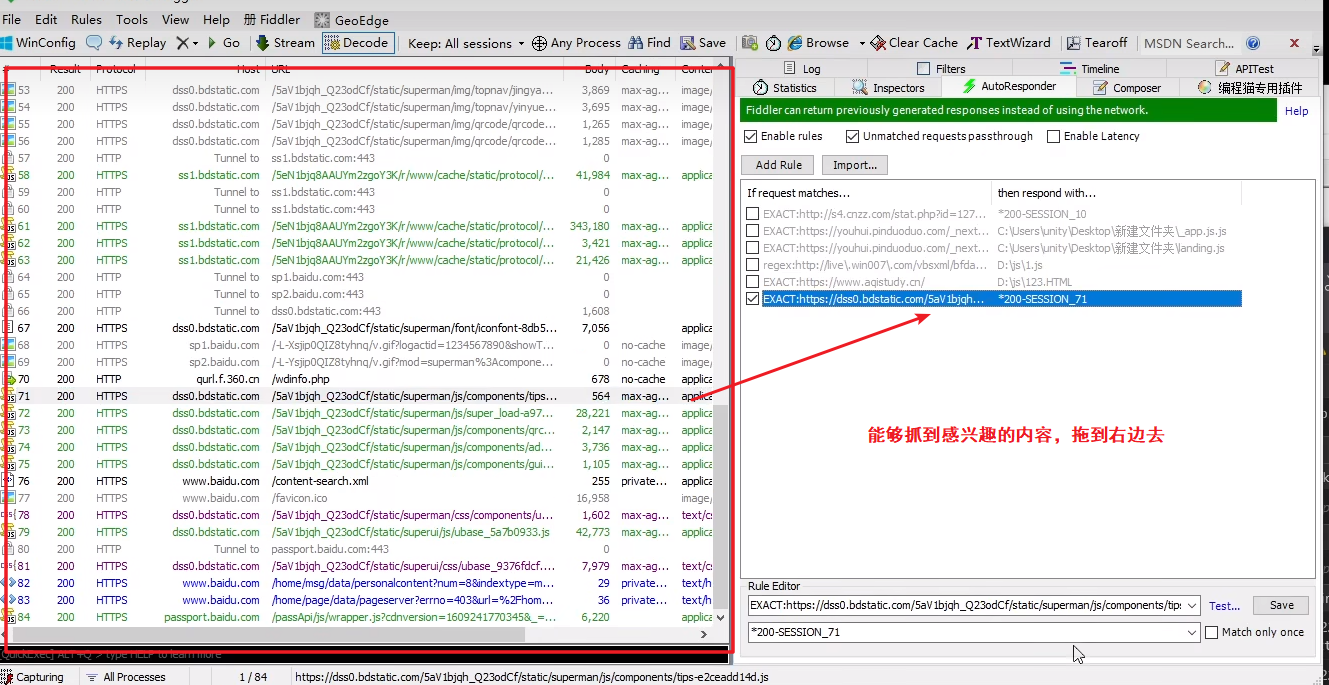 File Edit Rules Tools View Help 册 Fiddler GeoEdge
WinConfig Replay Go Stream Decode Keep: All sessions Any Process Find Save Browse Clear Cache TextWizard Tearoff MSDN Search...
# Result Protocol Host URL Body Caching Conter
53 200 HTTPS dss0.bdstatic.com /5aV1bjqh_Q23odCf/static/superman/img/topnav/jingya... 3,869 max-ag... image/
54 200 HTTPS dss0.bdstatic.com /5aV1bjqh_Q23odCf/static/superman/img/topnav/yinyue... 3,695 max-ag... image/
55 200 HTTPS dss0.bdstatic.com /5aV1bjqh_Q23odCf/static/superman/img/qrcode/qrcode... 1,265 max-ag... image/
56 200 HTTPS dss0.bdstatic.com /5aV1bjqh_Q23odCf/static/superman/img/qrcode/qrcode... 1,285 max-ag... image/
57 200 HTTP Tunnel to ss1.bdstatic.com:443 0
58 200 HTTPS ss1.bdstatic.com /5eN1bjq8AAUYm2zgoY3K/r/www/cache/static/protocol/... 41,984 max-ag... applica
59 200 HTTP Tunnel to ss1.bdstatic.com:443 0
60 200 HTTP Tunnel to ss1.bdstatic.com:443 0
61 200 HTTPS ss1.bdstatic.com /5eN1bjq8AAUYm2zgoY3K/r/www/cache/static/protocol/... 343,180 max-ag... applica
62 200 HTTPS ss1.bdstatic.com /5eN1bjq8AAUYm2zgoY3K/r/www/cache/static/protocol/... 3,421 max-ag... applica
63 200 HTTPS ss1.bdstatic.com /5eN1bjq8AAUYm2zgoY3K/r/www/cache/static/protocol/... 21,426 max-ag... applica
64 200 HTTP Tunnel to sp1.baidu.com:443 0
65 200 HTTP Tunnel to sp2.baidu.com:443 0
66 200 HTTP Tunnel to dss0.bdstatic.com:443 1,608
67 200 HTTPS dss0.bdstatic.com /5aV1bjqh_Q23odCf/static/superman/font/iconfont-8db5... 7,056 applica
68 200 HTTPS sp1.baidu.com /-L-Xsjip0QIZ8tyhnq/v.gif?logactid=1234567890&showT... 0 no-cache image/
69 200 HTTPS sp2.baidu.com /-L-Ysjip0QIZ8tyhnq/v.gif?mod=superman%3Acompone... 0 no-cache image/
70 200 HTTP qurl.f.360.cn /wdinfo.php 678 no-cache applica
71 200 HTTPS dss0.bdstatic.com /5aV1bjqh_Q23odCf/static/superman/js/components/tips... 564 max-ag... applica
72 200 HTTPS dss0.bdstatic.com /5aV1bjqh_Q23odCf/static/superman/js/super_load-a97... 28,221 max-ag... applica
73 200 HTTPS dss0.bdstatic.com /5aV1bjqh_Q23odCf/static/superman/js/components/qrc... 2,147 max-ag... applica
74 200 HTTPS dss0.bdstatic.com /5aV1bjqh_Q23odCf/static/superman/js/components/ad... 3,736 max-ag... applica
75 200 HTTPS dss0.bdstatic.com /5aV1bjqh_Q23odCf/static/superman/js/components/gui... 1,105 max-ag... applica
76 200 HTTPS www.baidu.com /content-search.xml 255 private... applica
77 200 HTTPS www.baidu.com /favicon.ico 16,958 image/
78 200 HTTPS dss0.bdstatic.com /5aV1bjqh_Q23odCf/static/superman/css/components/u... 1,602 max-ag... text/cs
79 200 HTTPS dss0.bdstatic.com /5aV1bjqh_Q23odCf/static/superui/js/ubase_5a7b0933.js 42,773 max-ag... applica
80 200 HTTP Tunnel to passport.baidu.com:443 0
81 200 HTTPS dss0.bdstatic.com /5aV1bjqh_Q23odCf/static/superui/css/ubase_9376fdcf... 7,979 max-ag... text/cs
82 200 HTTPS www.baidu.com /home/msg/data/personalcontent?num=8&indextype=m... 29 private... text/h
83 200 HTTPS www.baidu.com /home/page/data/pageserver?errno=403&url=%2Fhom... 36 private... text/h
84 200 HTTPS passport.baidu.com /passApi/js/wrapper.js?cdnversion=1609241770345&_=... 6,220 applica
[QuickExec] ALT+Q > type HELP to learn more
Capturing All Processes 1 / 84 https://dss0.bdstatic.com/5aV1bjqh_Q23odCf/static/superman/js/components/tips-e2ceadd14d.js
Log Filters Timeline APITest
Statistics Inspectors AutoResponder Composer 编程猫专用插件
Fiddler can return previously generated responses instead of using the network. Help
Enable rules Unmatched requests passthrough Enable Latency
Add Rule Import...
If request matches... then respond with...
EXACT:http://s4.cnzz.com/stat.php?id=127... *200-SESSION_10
EXACT:https://youhui.pinduoduo.com/_next... C:\Users\unity\Desktop\新建文件夹\_app.js.js
EXACT:https://youhui.pinduoduo.com/_next... C:\Users\unity\Desktop\新建文件夹\landing.js
regex:http://live\.win007\.com/vbsxml/bfda... D:\js\1.js
EXACT:https://www.aqistudy.cn/ D:\js\123.HTML
EXACT:https://dss0.bdstatic.com/5aV1bjqh... *200-SESSION_71
能够抓到感兴趣的内容，拖到右边去
Rule Editor
EXACT:https://dss0.bdstatic.com/5aV1bjqh_Q23odCf/static/superman/js/components/tips Test... Save
*200-SESSION_71 Match only once